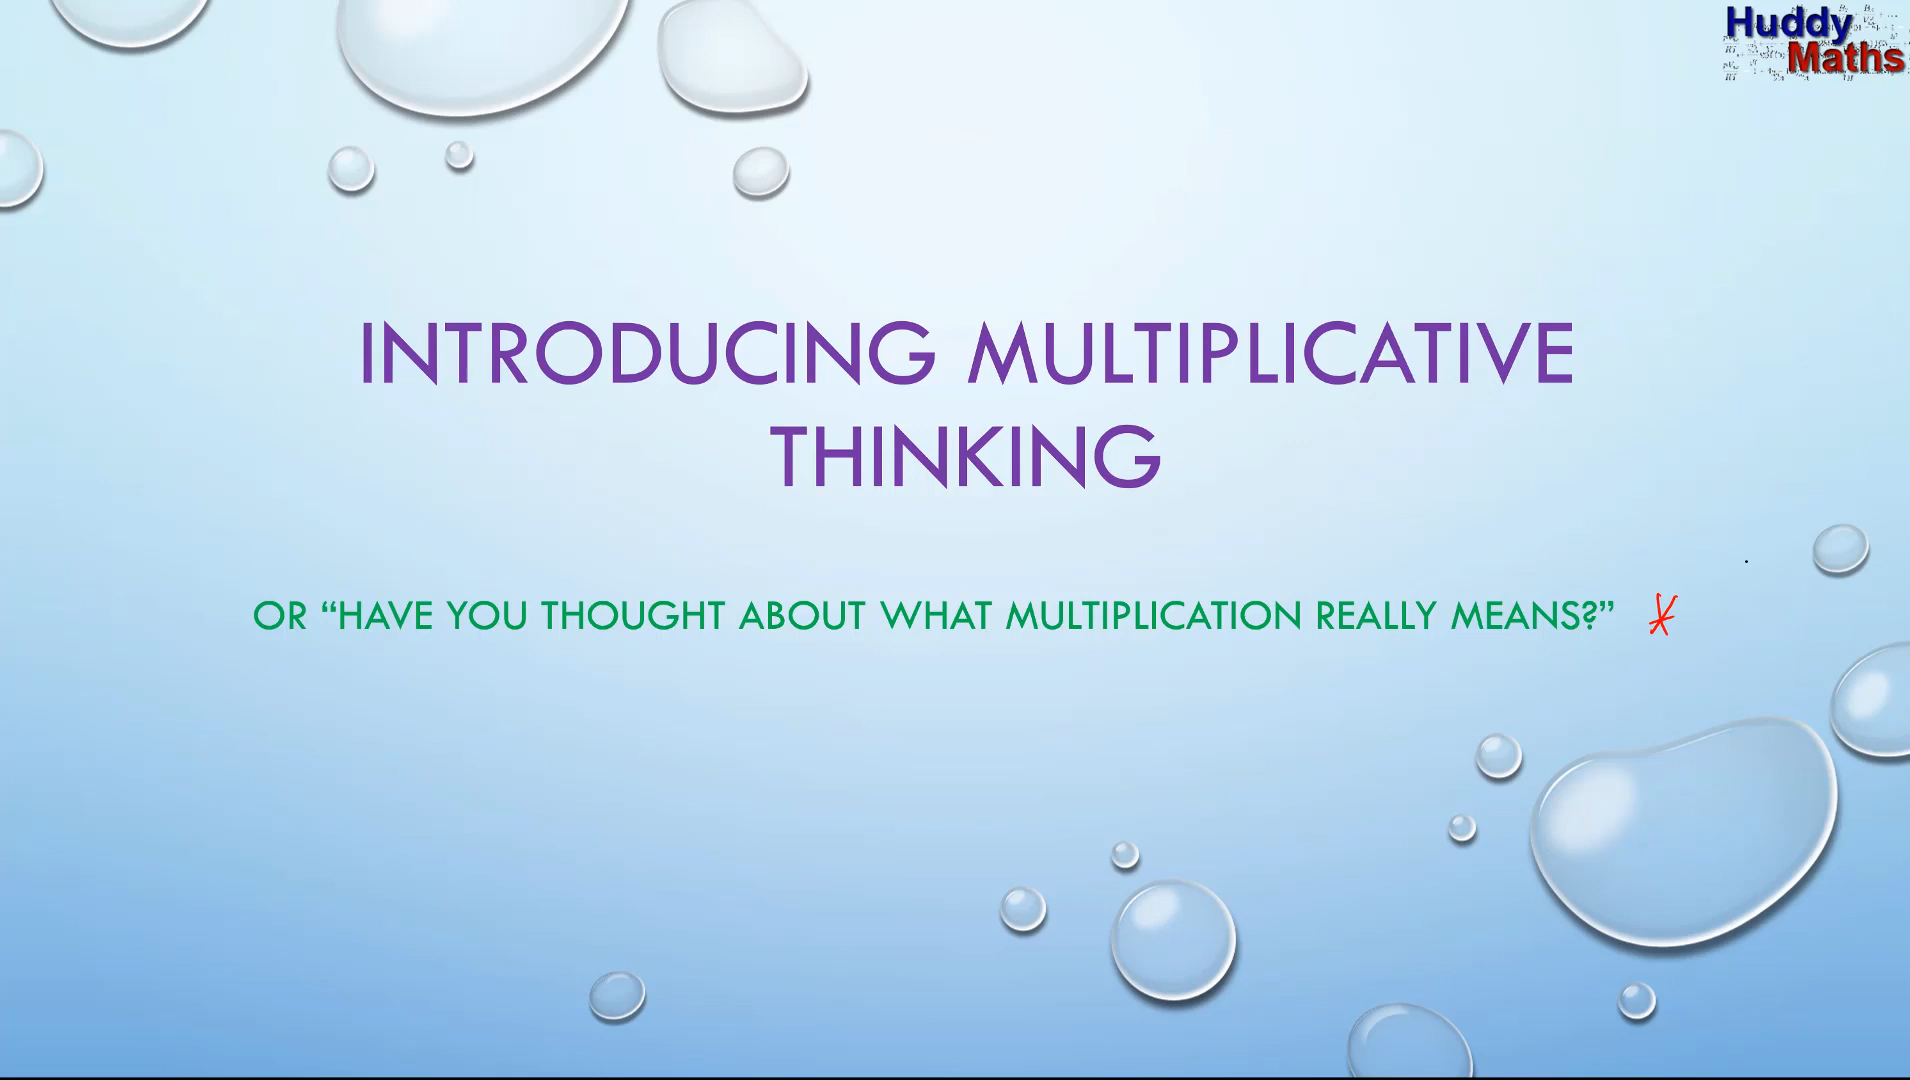 Huddy
Maths
INTRODUCING MULTIPLICATIVE
THINKING
OR “HAVE YOU THOUGHT ABOUT WHAT MULTIPLICATION REALLY MEANS?” *